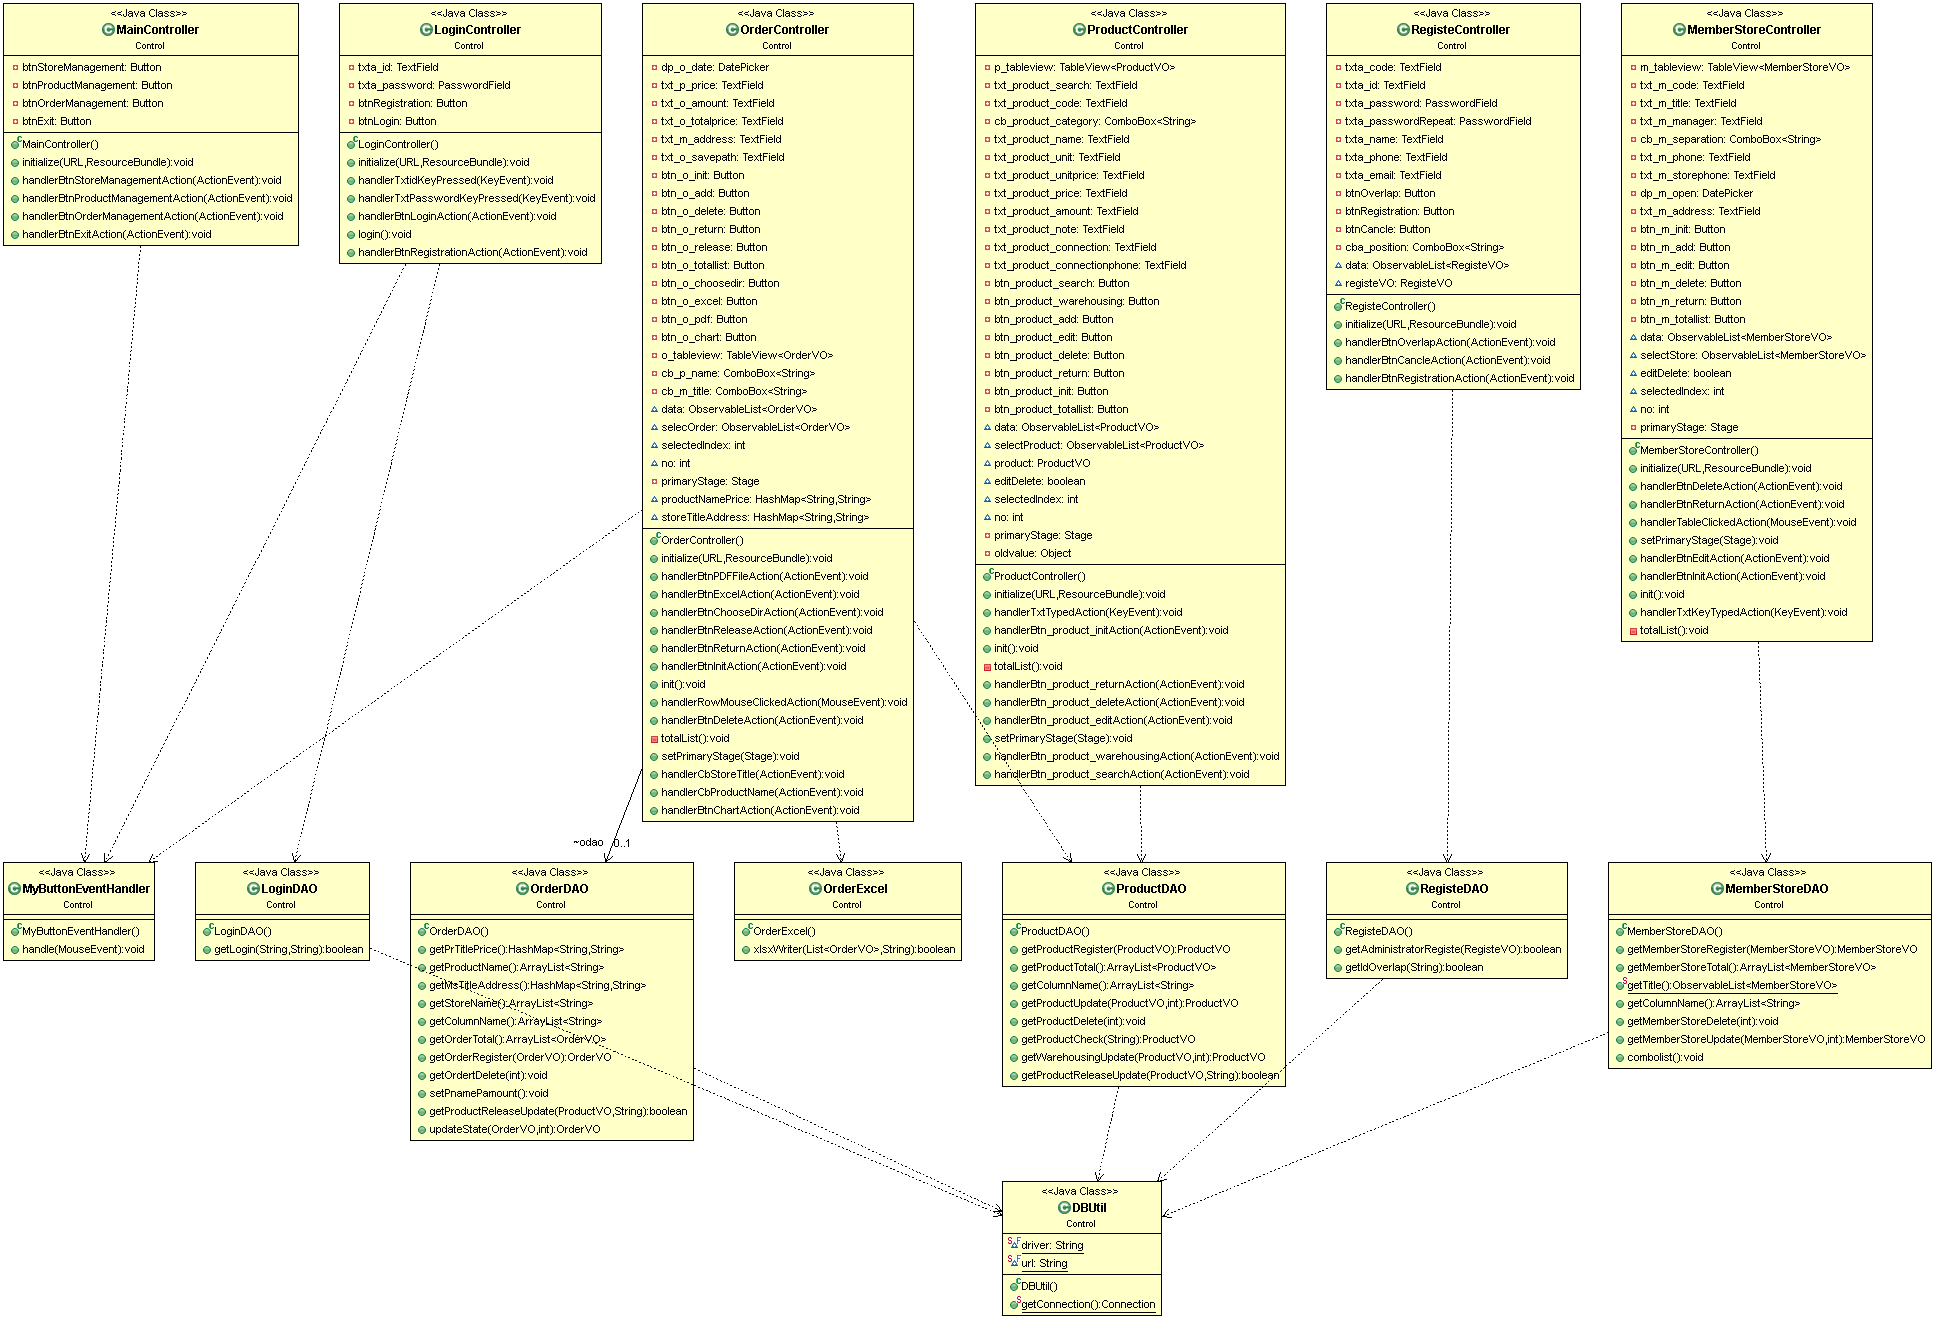 <<Java Class>>
MainController
Control
btnStoreManagement: Button
btnProductManagement: Button
btnOrderManagement: Button
btnExit: Button
MainController()
initialize(URL,ResourceBundle):void
handlerBtnStoreManagementAction(ActionEvent):void
handlerBtnProductManagementAction(ActionEvent):void
handlerBtnOrderManagementAction(ActionEvent):void
handlerBtnExitAction(ActionEvent):void
<<Java Class>>
LoginController
Control
txta_id: TextField
txta_password: PasswordField
btnRegistration: Button
btnLogin: Button
LoginController()
initialize(URL,ResourceBundle):void
handlerTxtidKeyPressed(KeyEvent):void
handlerTxtPasswordKeyPressed(KeyEvent):void
handlerBtnLoginAction(ActionEvent):void
login():void
handlerBtnRegistrationAction(ActionEvent):void
<<Java Class>>
OrderController
Control
dp_o_date: DatePicker
txt_p_price: TextField
txt_o_amount: TextField
txt_o_totalprice: TextField
txt_m_address: TextField
txt_o_savepath: TextField
btn_o_init: Button
btn_o_add: Button
btn_o_delete: Button
btn_o_return: Button
btn_o_release: Button
btn_o_totallist: Button
btn_o_choosedir: Button
btn_o_excel: Button
btn_o_pdf: Button
btn_o_chart: Button
o_tableview: TableView<OrderVO>
cb_p_name: ComboBox<String>
cb_m_title: ComboBox<String>
data: ObservableList<OrderVO>
selecOrder: ObservableList<OrderVO>
selectedIndex: int
no: int
primaryStage: Stage
productNamePrice: HashMap<String,String>
storeTitleAddress: HashMap<String,String>
OrderController()
initialize(URL,ResourceBundle):void
handlerBtnPDFFileAction(ActionEvent):void
handlerBtnExcelAction(ActionEvent):void
handlerBtnChooseDirAction(ActionEvent):void
handlerBtnReleaseAction(ActionEvent):void
handlerBtnReturnAction(ActionEvent):void
handlerBtnInitAction(ActionEvent):void
init():void
handlerRowMouseClickedAction(MouseEvent):void
handlerBtnDeleteAction(ActionEvent):void
totalList():void
setPrimaryStage(Stage):void
handlerCbStoreTitle(ActionEvent):void
handlerCbProductName(ActionEvent):void
handlerBtnChartAction(ActionEvent):void
<<Java Class>>
ProductController
Control
p_tableview: TableView<ProductVO>
txt_product_search: TextField
txt_product_code: TextField
cb_product_category: ComboBox<String>
txt_product_name: TextField
txt_product_unit: TextField
txt_product_unitprice: TextField
txt_product_price: TextField
txt_product_amount: TextField
txt_product_note: TextField
txt_product_connection: TextField
txt_product_connectionphone: TextField
btn_product_search: Button
btn_product_warehousing: Button
btn_product_add: Button
btn_product_edit: Button
btn_product_delete: Button
btn_product_return: Button
btn_product_init: Button
btn_product_totallist: Button
data: ObservableList<ProductVO>
selectProduct: ObservableList<ProductVO>
product: ProductVO
editDelete: boolean
selectedIndex: int
no: int
primaryStage: Stage
oldvalue: Object
ProductController()
initialize(URL,ResourceBundle):void
handlerTxtTypedAction(KeyEvent):void
handlerBtn_product_initAction(ActionEvent):void
init():void
totalList():void
handlerBtn_product_returnAction(ActionEvent):void
handlerBtn_product_deleteAction(ActionEvent):void
handlerBtn_product_editAction(ActionEvent):void
setPrimaryStage(Stage):void
handlerBtn_product_warehousingAction(ActionEvent):void
handlerBtn_product_searchAction(ActionEvent):void
<<Java Class>>
RegisteController
Control
txta_code: TextField
txta_id: TextField
txta_password: PasswordField
txta_passwordRepeat: PasswordField
txta_name: TextField
txta_phone: TextField
txta_email: TextField
btnOverlap: Button
btnRegistration: Button
btnCancle: Button
cba_position: ComboBox<String>
data: ObservableList<RegisteVO>
registeVO: RegisteVO
RegisteController()
initialize(URL,ResourceBundle):void
handlerBtnOverlapAction(ActionEvent):void
handlerBtnCancleAction(ActionEvent):void
handlerBtnRegistrationAction(ActionEvent):void
<<Java Class>>
MemberStoreController
Control
m_tableview: TableView<MemberStoreVO>
txt_m_code: TextField
txt_m_title: TextField
txt_m_manager: TextField
cb_m_separation: ComboBox<String>
txt_m_phone: TextField
txt_m_storephone: TextField
dp_m_open: DatePicker
txt_m_address: TextField
btn_m_init: Button
btn_m_add: Button
btn_m_edit: Button
btn_m_delete: Button
btn_m_return: Button
btn_m_totallist: Button
data: ObservableList<MemberStoreVO>
selectStore: ObservableList<MemberStoreVO>
editDelete: boolean
selectedIndex: int
no: int
primaryStage: Stage
MemberStoreController()
initialize(URL,ResourceBundle):void
handlerBtnDeleteAction(ActionEvent):void
handlerBtnReturnAction(ActionEvent):void
handlerTableClickedAction(MouseEvent):void
setPrimaryStage(Stage):void
handlerBtnEditAction(ActionEvent):void
handlerBtnInitAction(ActionEvent):void
init():void
handlerTxtKeyTypedAction(KeyEvent):void
totalList():void
~odao 0..1
<<Java Class>>
MyButtonEventHandler
Control
MyButtonEventHandler()
handle(MouseEvent):void
<<Java Class>>
LoginDAO
Control
LoginDAO()
getLogin(String,String):boolean
<<Java Class>>
OrderDAO
Control
OrderDAO()
getPrTitlePrice():HashMap<String,String>
getProductName():ArrayList<String>
getMsTitleAddress():HashMap<String,String>
getStoreName():ArrayList<String>
getColumnName():ArrayList<String>
getOrderTotal():ArrayList<OrderVO>
getOrderRegister(OrderVO):OrderVO
getOrdertDelete(int):void
setPnamePamount():void
getProductReleaseUpdate(ProductVO,String):boolean
updateState(OrderVO,int):OrderVO
<<Java Class>>
OrderExcel
Control
OrderExcel()
xlsxWriter(List<OrderVO>,String):boolean
<<Java Class>>
ProductDAO
Control
ProductDAO()
getProductRegister(ProductVO):ProductVO
getProductTotal():ArrayList<ProductVO>
getColumnName():ArrayList<String>
getProductUpdate(ProductVO,int):ProductVO
getProductDelete(int):void
getProductCheck(String):ProductVO
getWarehousingUpdate(ProductVO,int):ProductVO
getProductReleaseUpdate(ProductVO,String):boolean
<<Java Class>>
RegisteDAO
Control
RegisteDAO()
getAdministratorRegiste(RegisteVO):boolean
getIdOverlap(String):boolean
<<Java Class>>
MemberStoreDAO
Control
MemberStoreDAO()
getMemberStoreRegister(MemberStoreVO):MemberStoreVO
getMemberStoreTotal():ArrayList<MemberStoreVO>
getTitle():ObservableList<MemberStoreVO>
getColumnName():ArrayList<String>
getMemberStoreDelete(int):void
getMemberStoreUpdate(MemberStoreVO,int):MemberStoreVO
combolist():void
<<Java Class>>
DBUtil
Control
driver: String
url: String
DBUtil()
getConnection():Connection